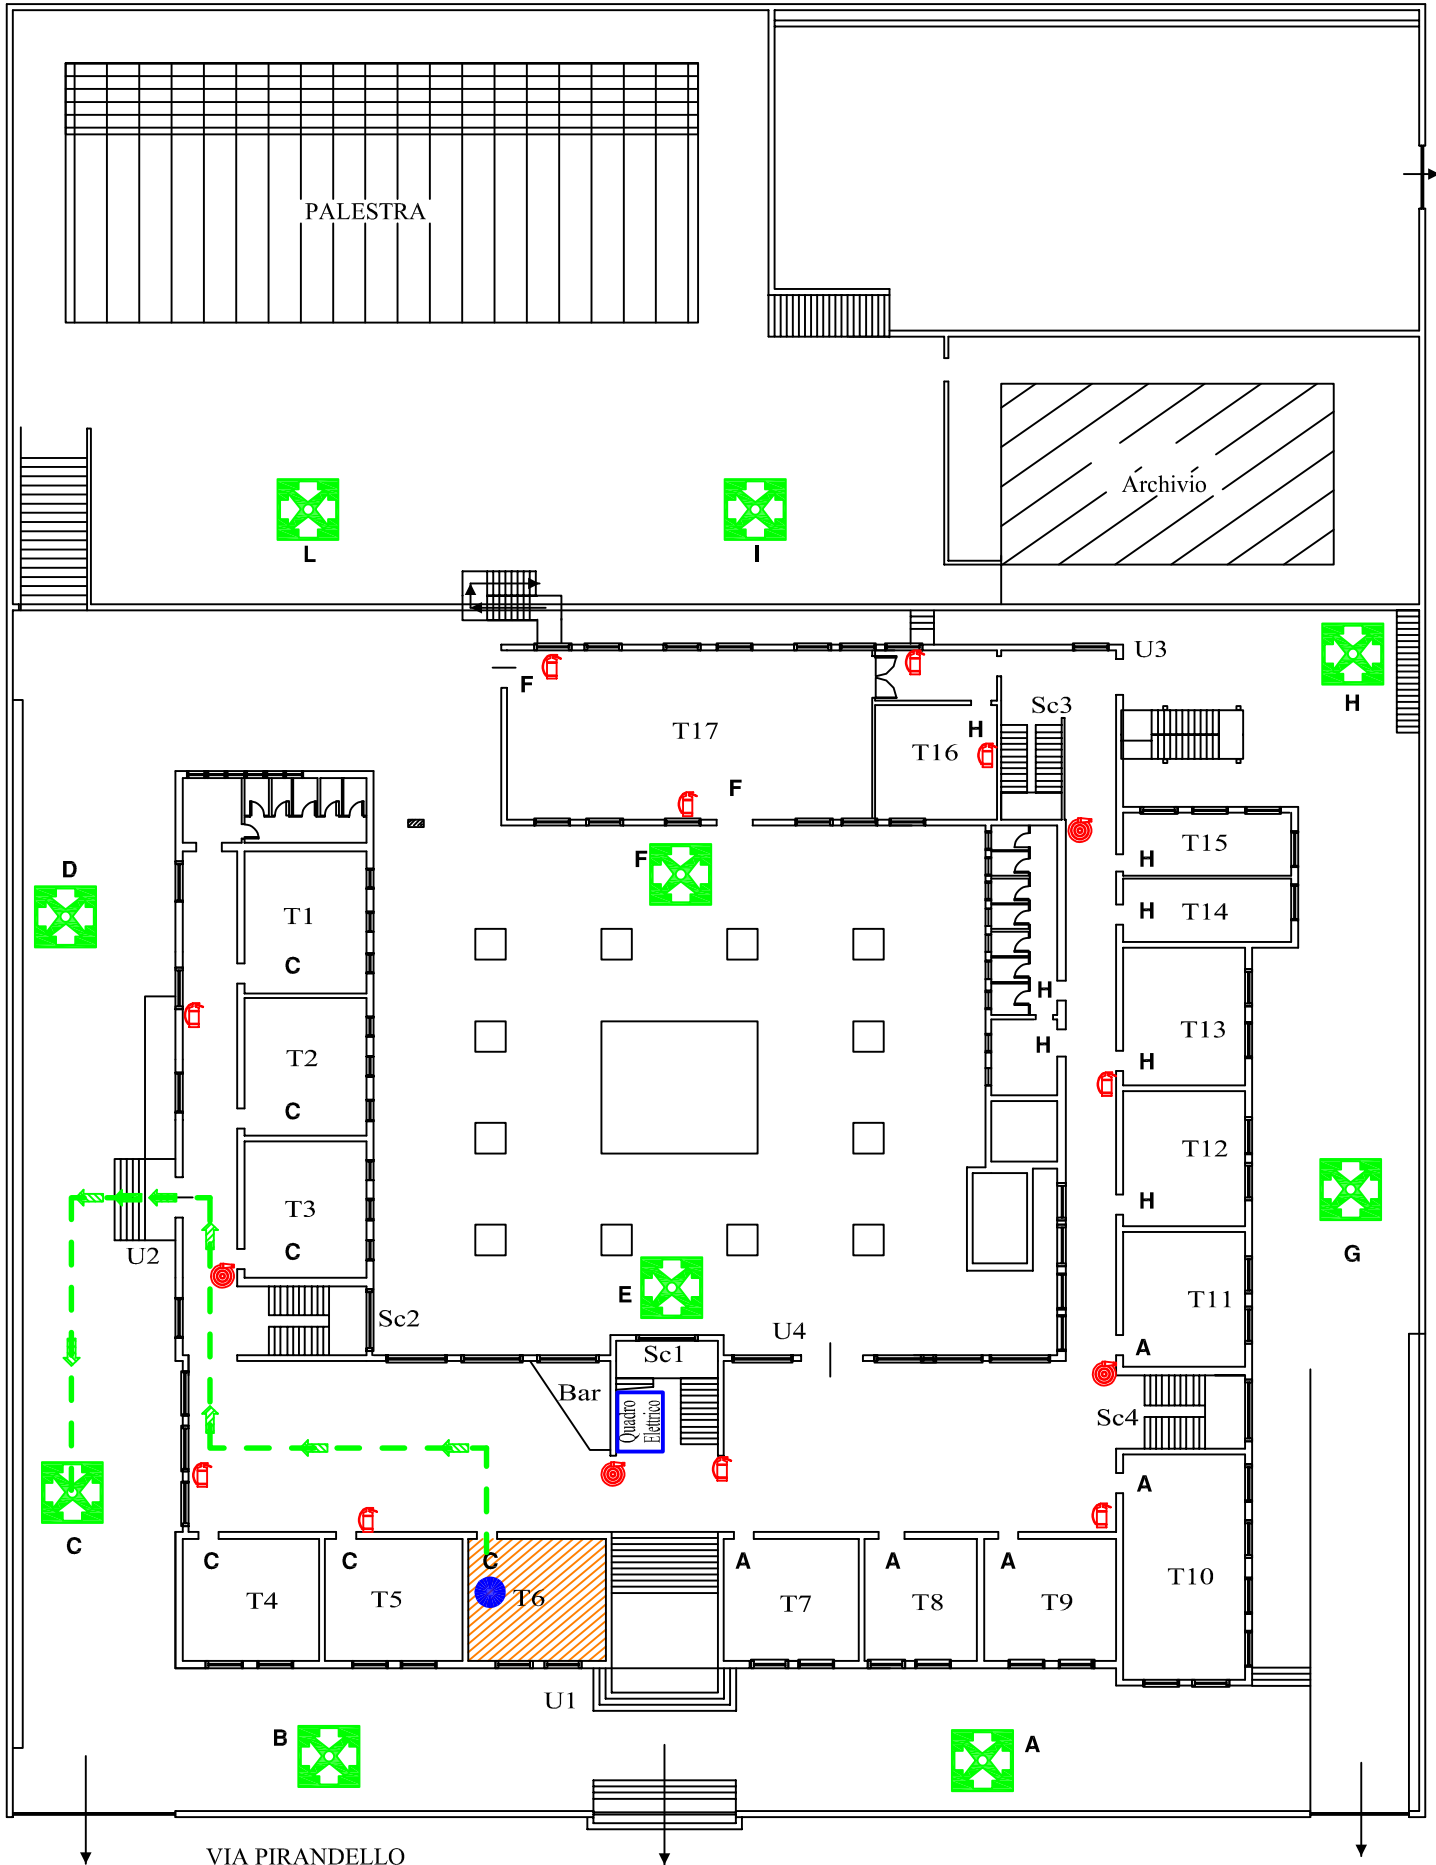 PALESTRA
Archivio
L
I
U3
H
F
Sc3
T17
H
T16
F
T15
H
D
F
T1
T14
H
C
H
T13
T2
H
H
C
T12
T3
H
C
U2
G
E
T11
Sc2
U4
Sc1
A
Bar
Quadro
Elettrico
Sc4
A
C
C
C
C
A
A
A
T10
T4
T5
T6
T7
T8
T9
U1
B
A
VIA PIRANDELLO